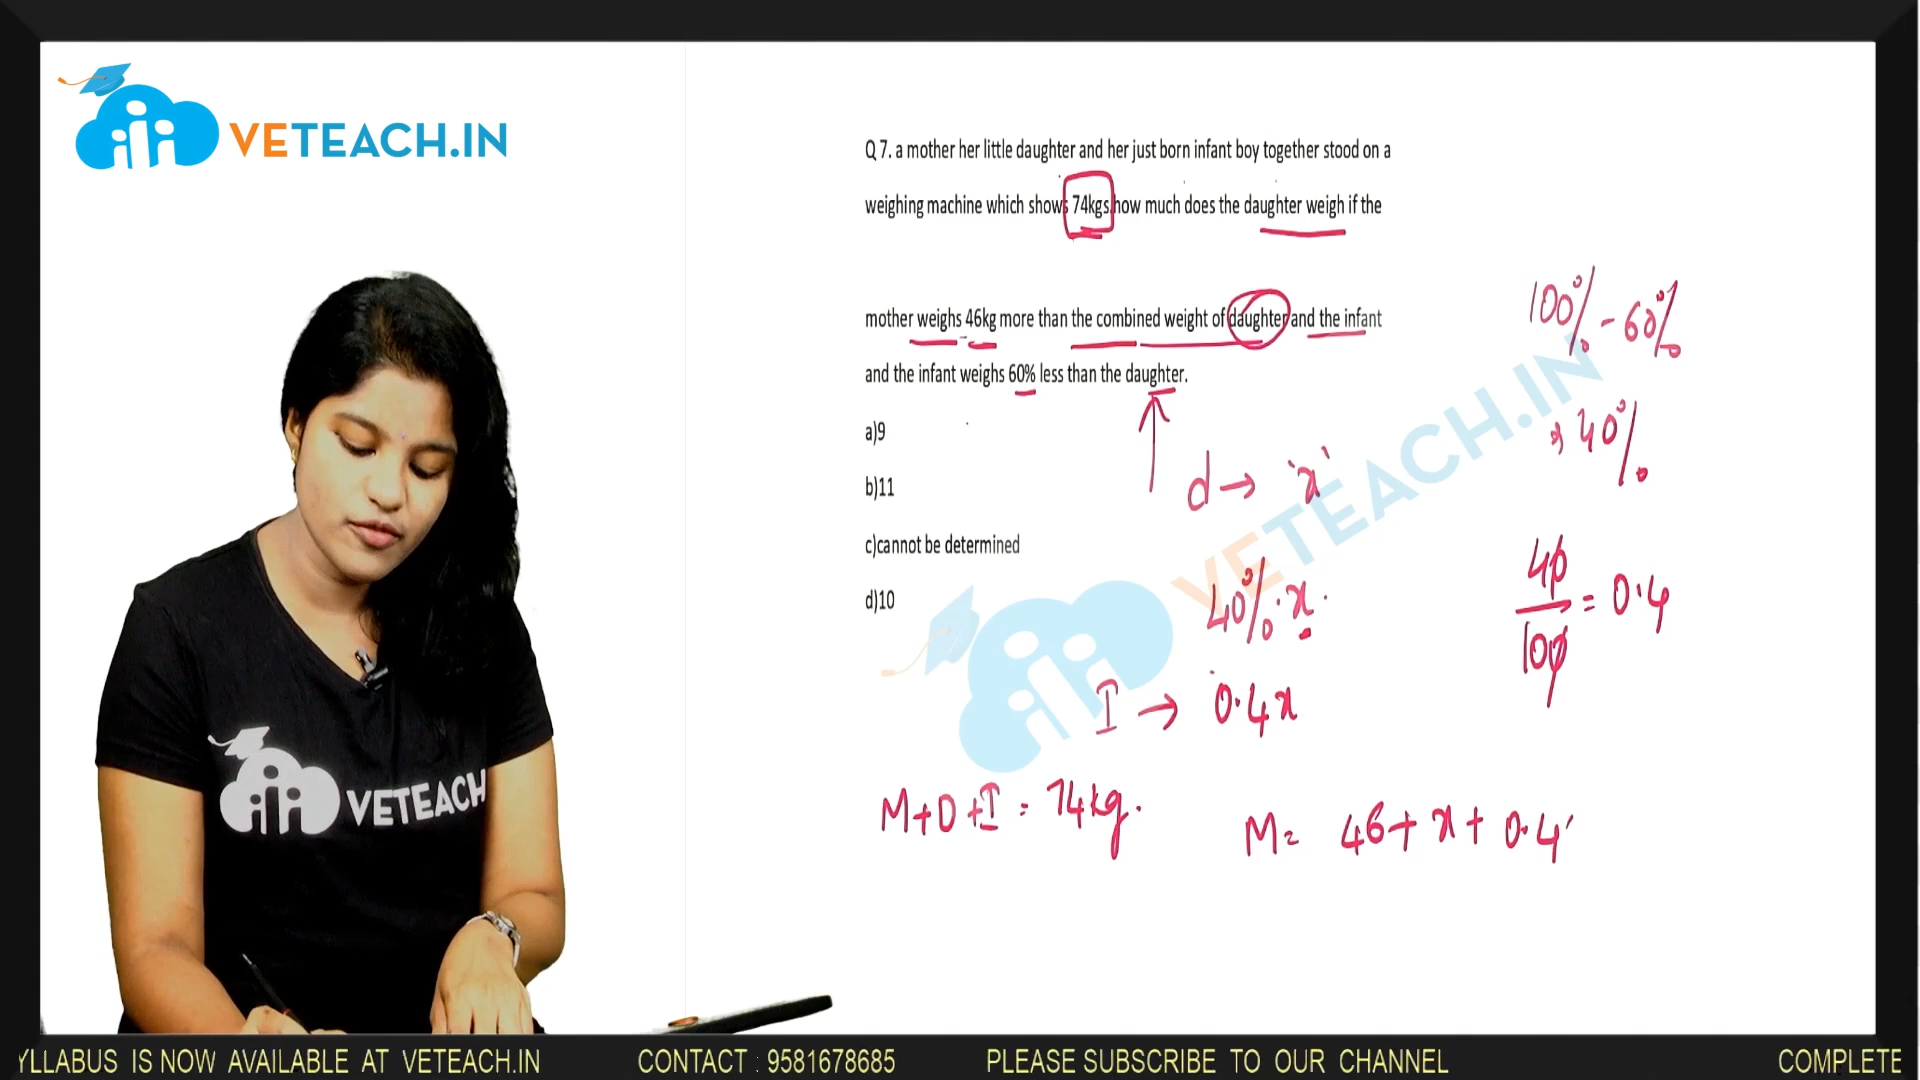 VETEACH.IN
Q 7. a mother her little daughter and her just born infant boy together stood on a
weighing machine which shows 74kgs.how much does the daughter weigh if the
mother weighs 46kg more than the combined weight of daughter and the infant
and the infant weighs 60% less than the daughter.
a)9
b)11
c)cannot be determined
d)10
100% - 60%
40%
d → 'x'
40%·x.
40/100 = 0.4
I → 0.4x
M+D+I = 74kg.
M= 46+x+0.4
VETEACH.IN
VETEACH
YLLABUS IS NOW AVAILABLE AT VETEACH.IN CONTACT : 9581678685 PLEASE SUBSCRIBE TO OUR CHANNEL COMPLETE